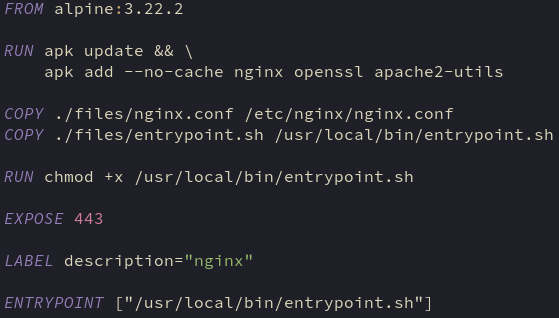 FROM alpine:3.22.2
RUN apk update && \
    apk add --no-cache nginx openssl apache2-utils
COPY ./files/nginx.conf /etc/nginx/nginx.conf
COPY ./files/entrypoint.sh /usr/local/bin/entrypoint.sh
RUN chmod +x /usr/local/bin/entrypoint.sh
EXPOSE 443
LABEL description="nginx"
ENTRYPOINT ["/usr/local/bin/entrypoint.sh"]